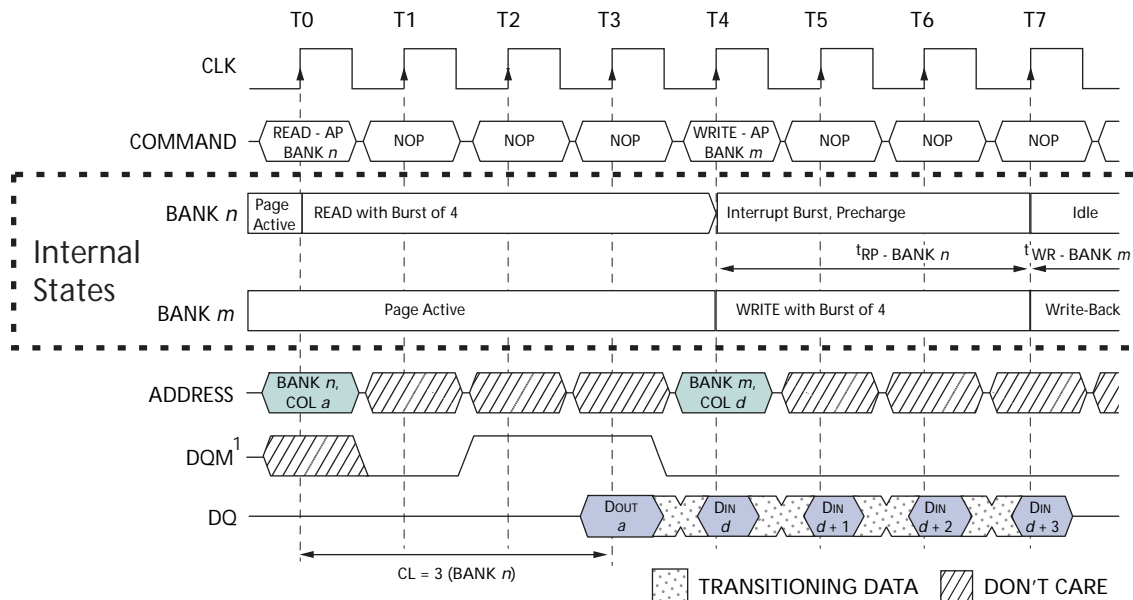 T0 T1 T2 T3 T4 T5 T6 T7
CLK
COMMAND
READ - AP
BANK n
NOP
NOP
NOP
WRITE - AP
BANK m
NOP
NOP
NOP
Internal
States
BANK n
Page
Active
READ with Burst of 4
Interrupt Burst, Precharge
Idle
tRP - BANK n
tWR - BANK m
BANK m
Page Active
WRITE with Burst of 4
Write-Back
ADDRESS
BANK n,
COL a
BANK m,
COL d
DQM1
DQ
DOUT
a
DIN
d
DIN
d + 1
DIN
d + 2
DIN
d + 3
CL = 3 (BANK n)
TRANSITIONING DATA
DON'T CARE